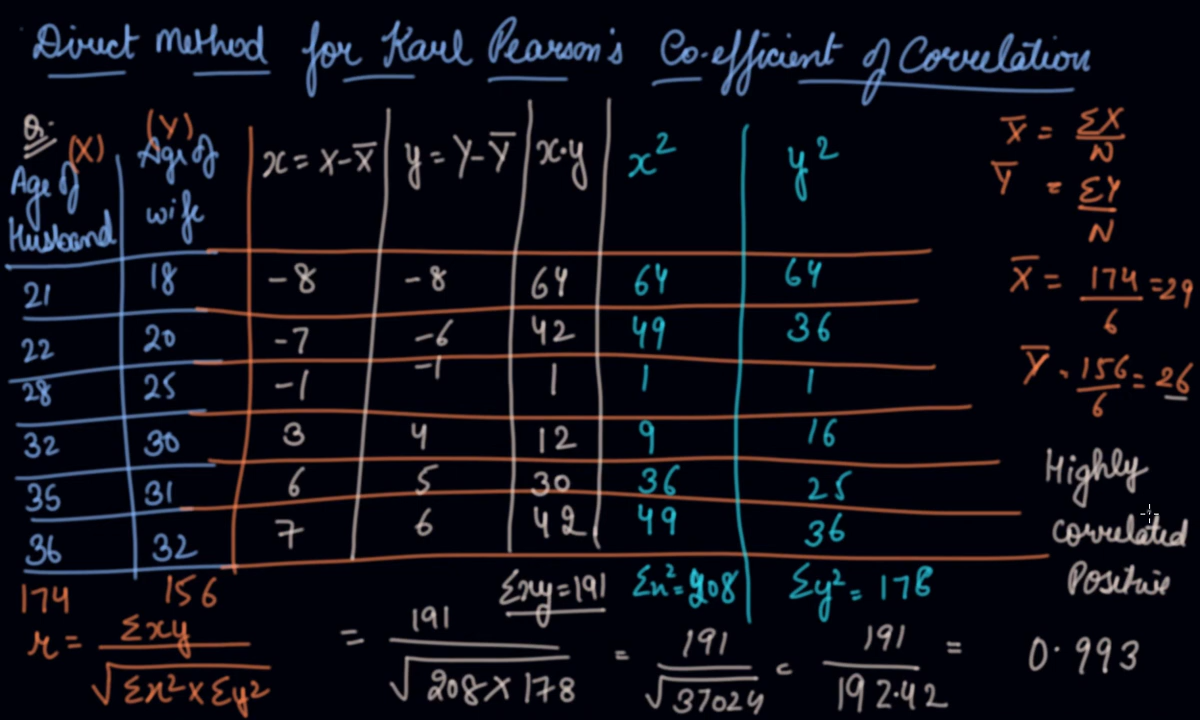 Direct Method for Karl Pearson's Co-efficient of Correlation
Q:
(X) (Y)
Age of Husband Age of wife x = X-X̅ y = Y-Y̅ x·y x² y²
21 18 -8 -8 64 64 64
22 20 -7 -6 42 49 36
28 25 -1 -1 1 1 1
32 30 3 4 12 9 16
35 31 6 5 30 36 25
36 32 7 6 42 49 36
174 156 Σxy=191 Σx²=208 Σy²=178
r = Σxy / √Σx²×Σy² = 191 / √208×178 = 191 / √37024 = 191 / 192.42 = 0.993
X̅ = ΣX / N
Y̅ = ΣY / N
X̅ = 174 / 6 = 29
Y̅ = 156 / 6 = 26
Highly
Correlated
Positive